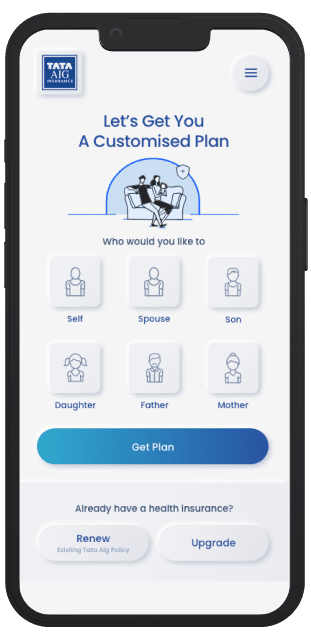 TATA
AIG
INSURANCE
Let's Get You
A Customised Plan
Who would you like to
Self
Spouse
Son
Daughter
Father
Mother
Get Plan
Already have a health insurance?
Renew
Existing Tata Aig Policy
Upgrade